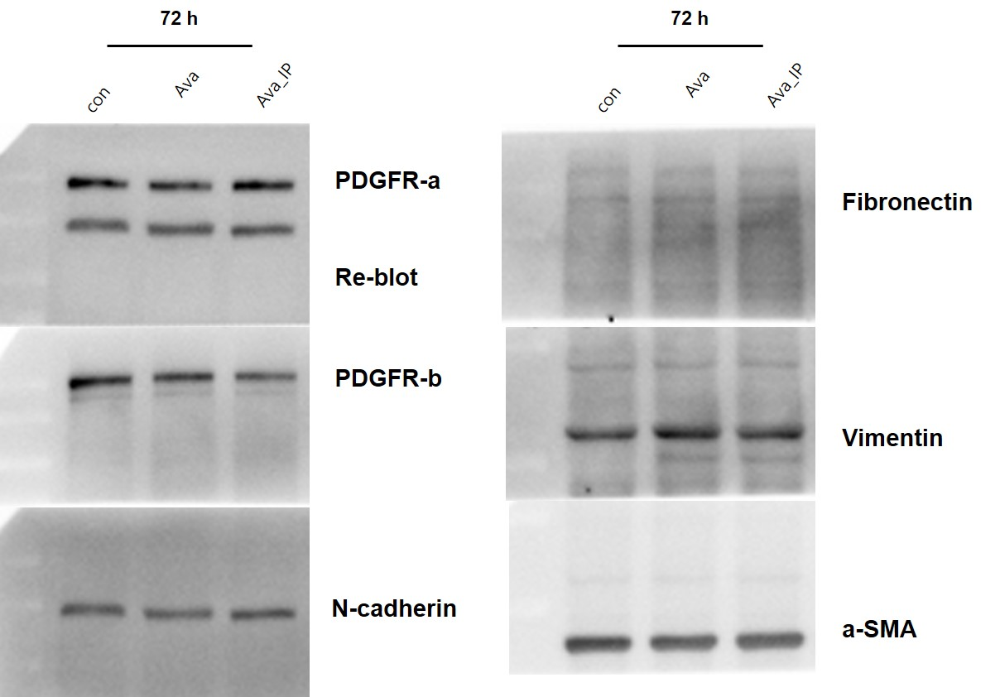 72 h
con
Ava
Ava_IP
PDGFR-a
Re-blot
PDGFR-b
N-cadherin
72 h
con
Ava
Ava_IP
Fibronectin
Vimentin
a-SMA